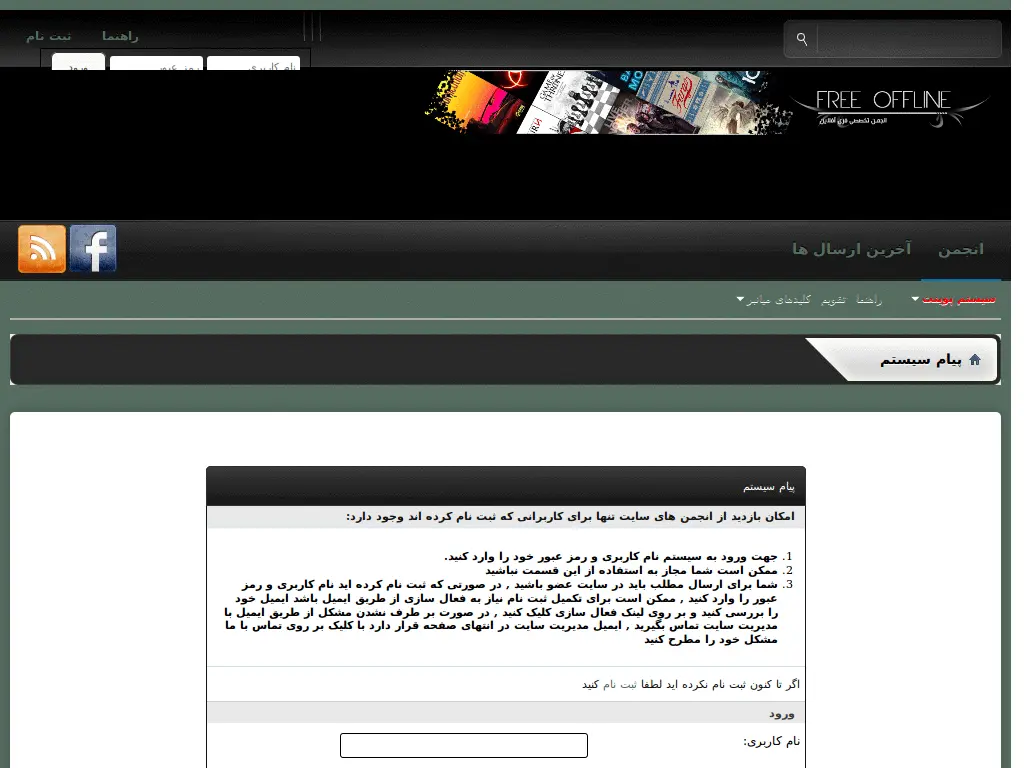 راهنما
ثبت نام
نام کاربری
رمز عبور
ورود
FREE OFFLINE
انجمن تخصصی فری آفلاین
GAME OF THRONES
انجمن
آخرین ارسال ها
سیستم پوینت
راهنما
تقویم
کلیدهای میانبر
پیام سیستم
پیام سیستم
امکان بازدید از انجمن های سایت تنها برای کاربرانی که ثبت نام کرده اند وجود دارد:
1. جهت ورود به سیستم نام کاربری و رمز عبور خود را وارد کنید.
2. ممکن است شما مجاز به استفاده از این قسمت نباشید
3. شما برای ارسال مطلب باید در سایت عضو باشید , در صورتی که ثبت نام کرده اید نام کاربری و رمز
عبور را وارد کنید , ممکن است برای تکمیل ثبت نام نیاز به فعال سازی از طریق ایمیل باشد ایمیل خود
را بررسی کنید و بر روی لینک فعال سازی کلیک کنید , در صورت بر طرف نشدن مشکل از طریق ایمیل با
مدیریت سایت تماس بگیرید , ایمیل مدیریت سایت در انتهای صفحه قرار دارد با کلیک بر روی تماس با ما
مشکل خود را مطرح کنید
اگر تا کنون ثبت نام نکرده اید لطفا ثبت نام کنید
ورود
نام کاربری: